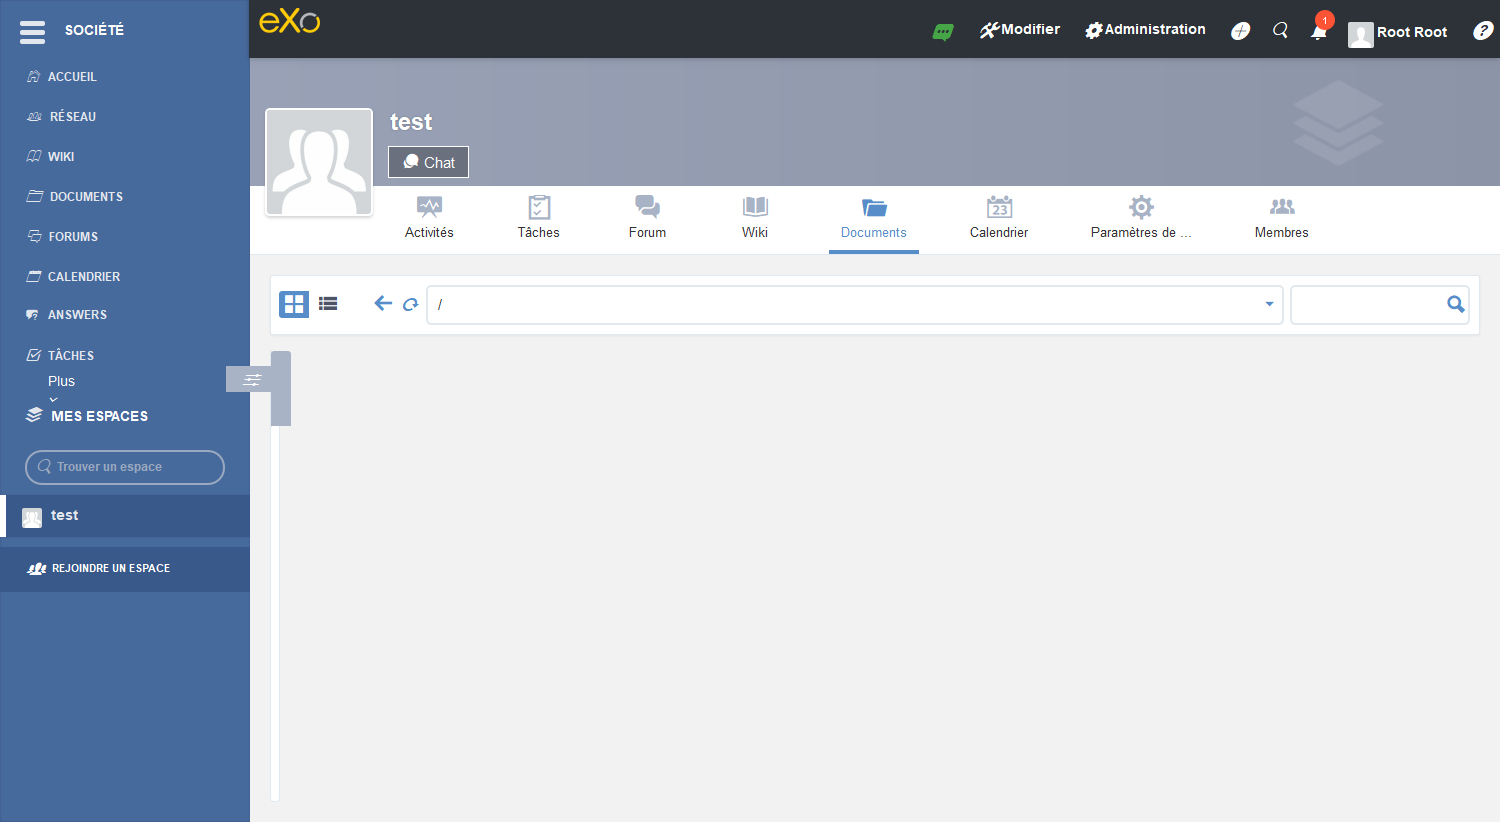 SOCIÉTÉ
ACCUEIL
RÉSEAU
WIKI
DOCUMENTS
FORUMS
CALENDRIER
ANSWERS
TÂCHES
Plus
MES ESPACES
Trouver un espace
test
REJOINDRE UN ESPACE
eXo
Modifier
Administration
1
Root Root
?
test
Chat
Activités
Tâches
Forum
Wiki
Documents
23
Calendrier
Paramètres de ...
Membres
/